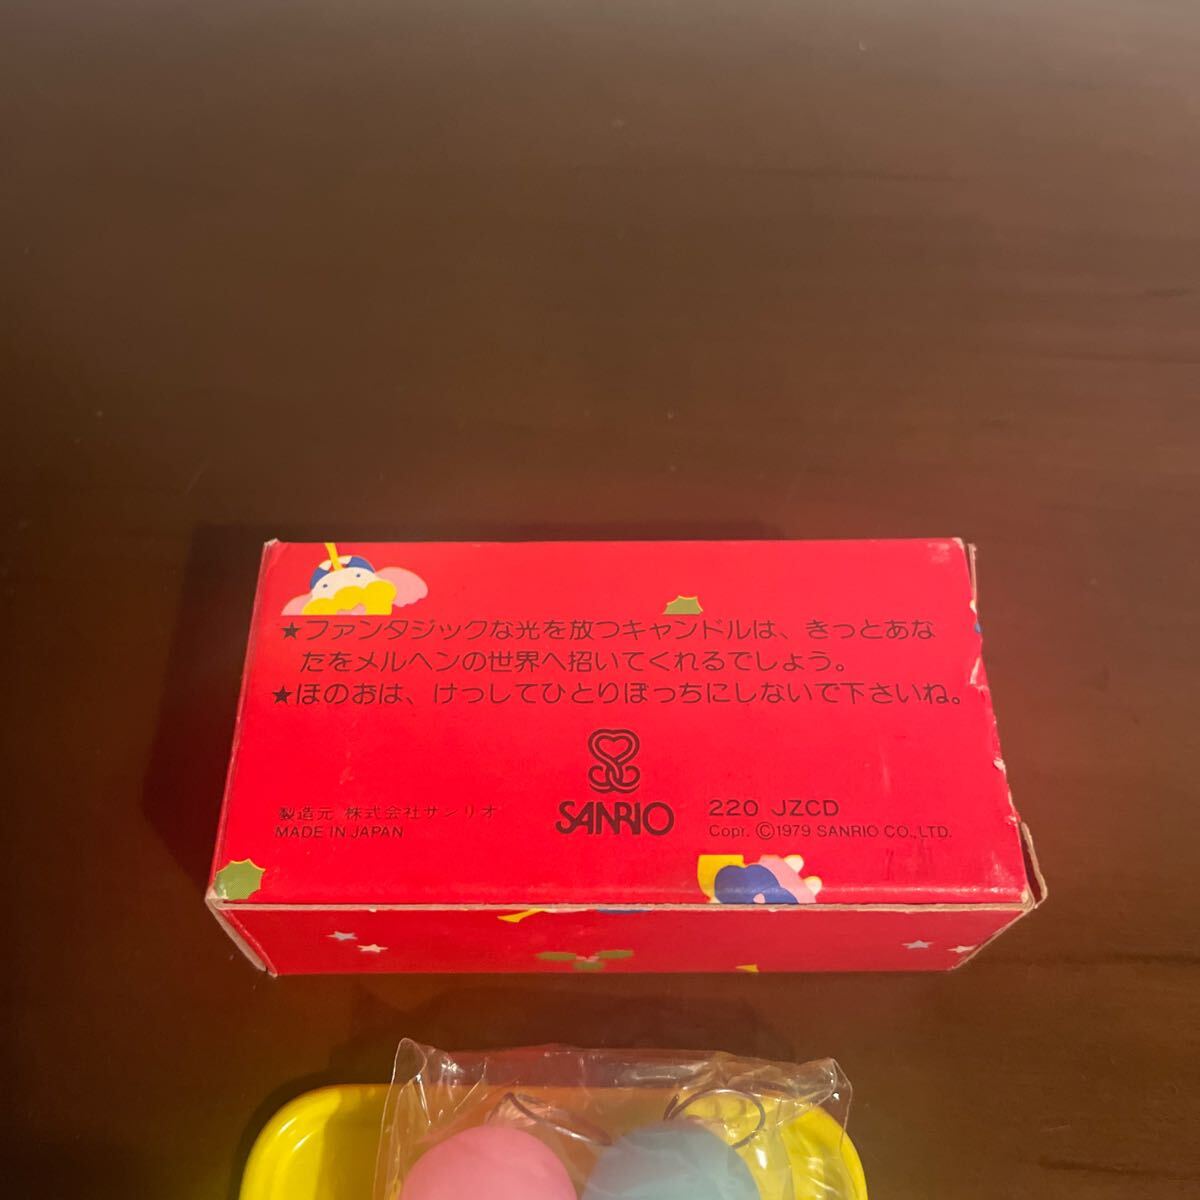 ★ファンタジックな光を放つキャンドルは、きっとあな
たをメルヘンの世界へ招いてくれるでしょう。
★ほのおは、けっしてひとりぼっちにしないで下さいね。
製造元 株式会社サンリオ
MADE IN JAPAN
SANRIO
220 JZCD
Copr. ©1979 SANRIO CO., LTD.